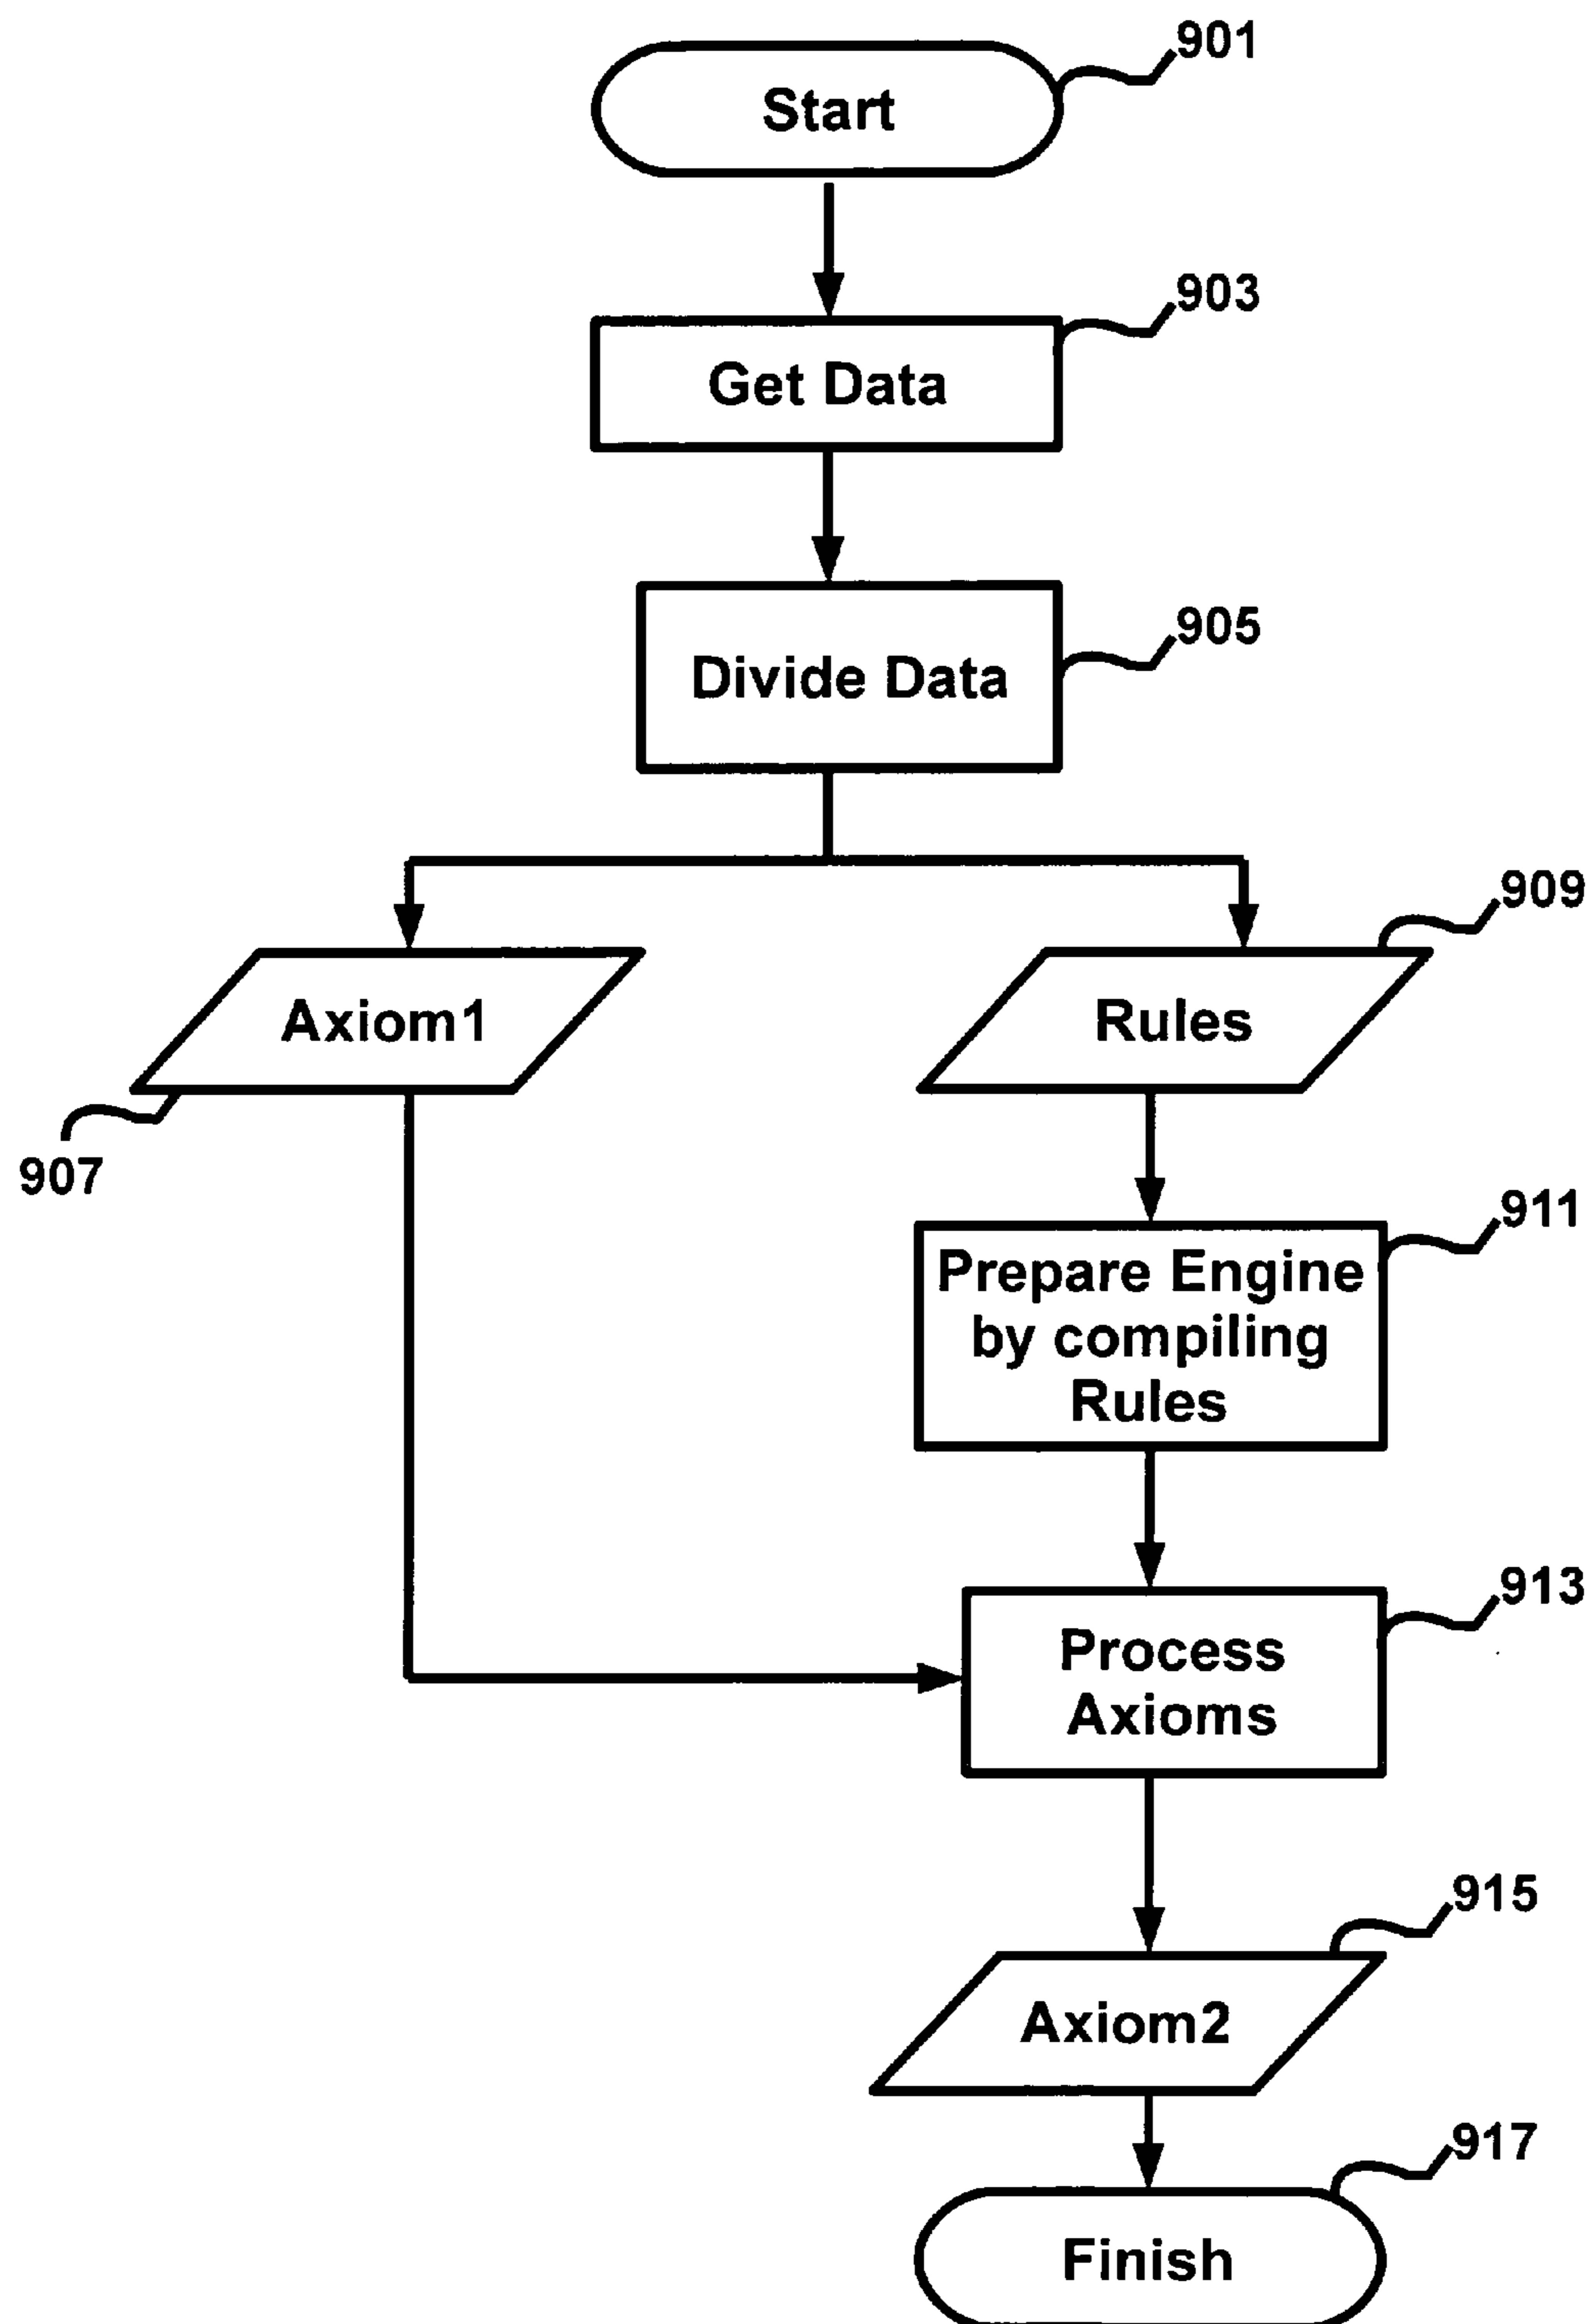 901
Start
903
Get Data
905
Divide Data
909
Axiom1
Rules
907
911
Prepare Engine
by compiling
Rules
913
Process
Axioms
915
Axiom2
917
Finish